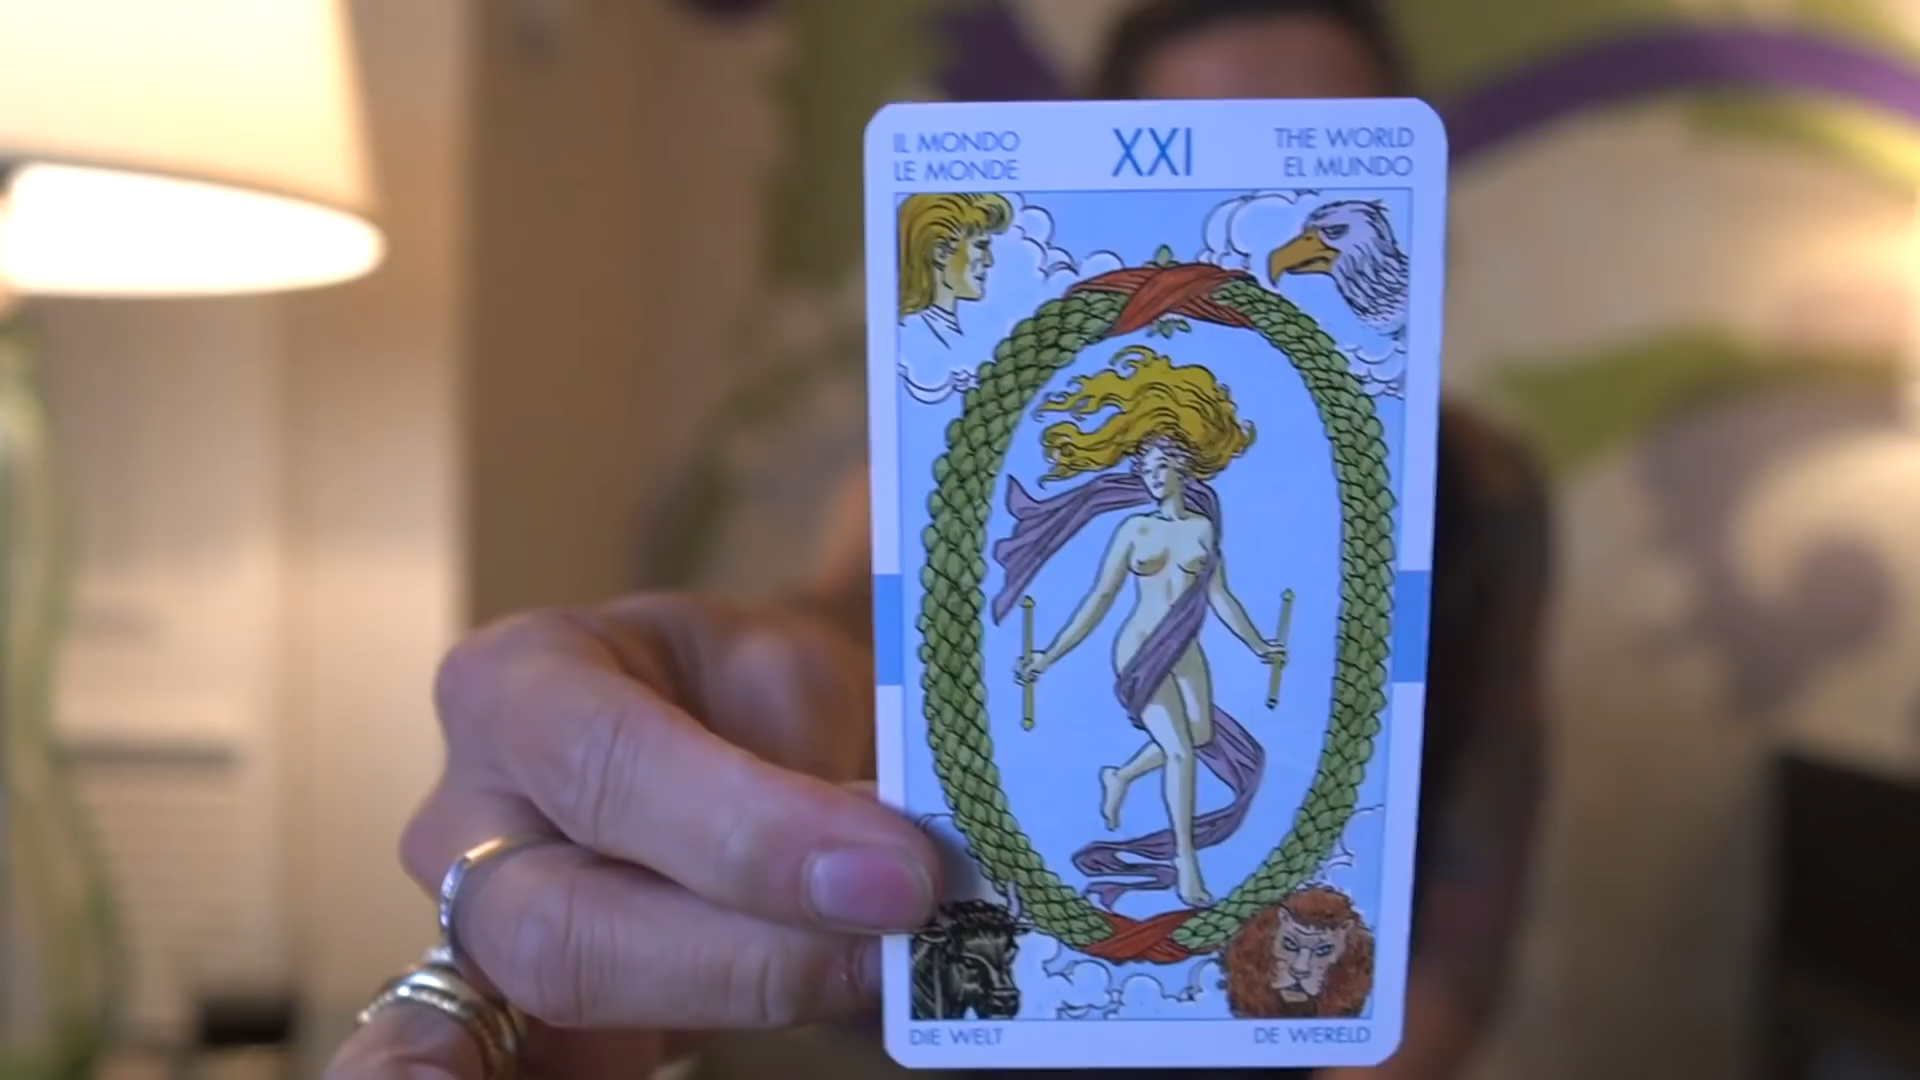 IL MONDO
LE MONDE
XXI
THE WORLD
EL MUNDO
DIE WELT
DE WERELD